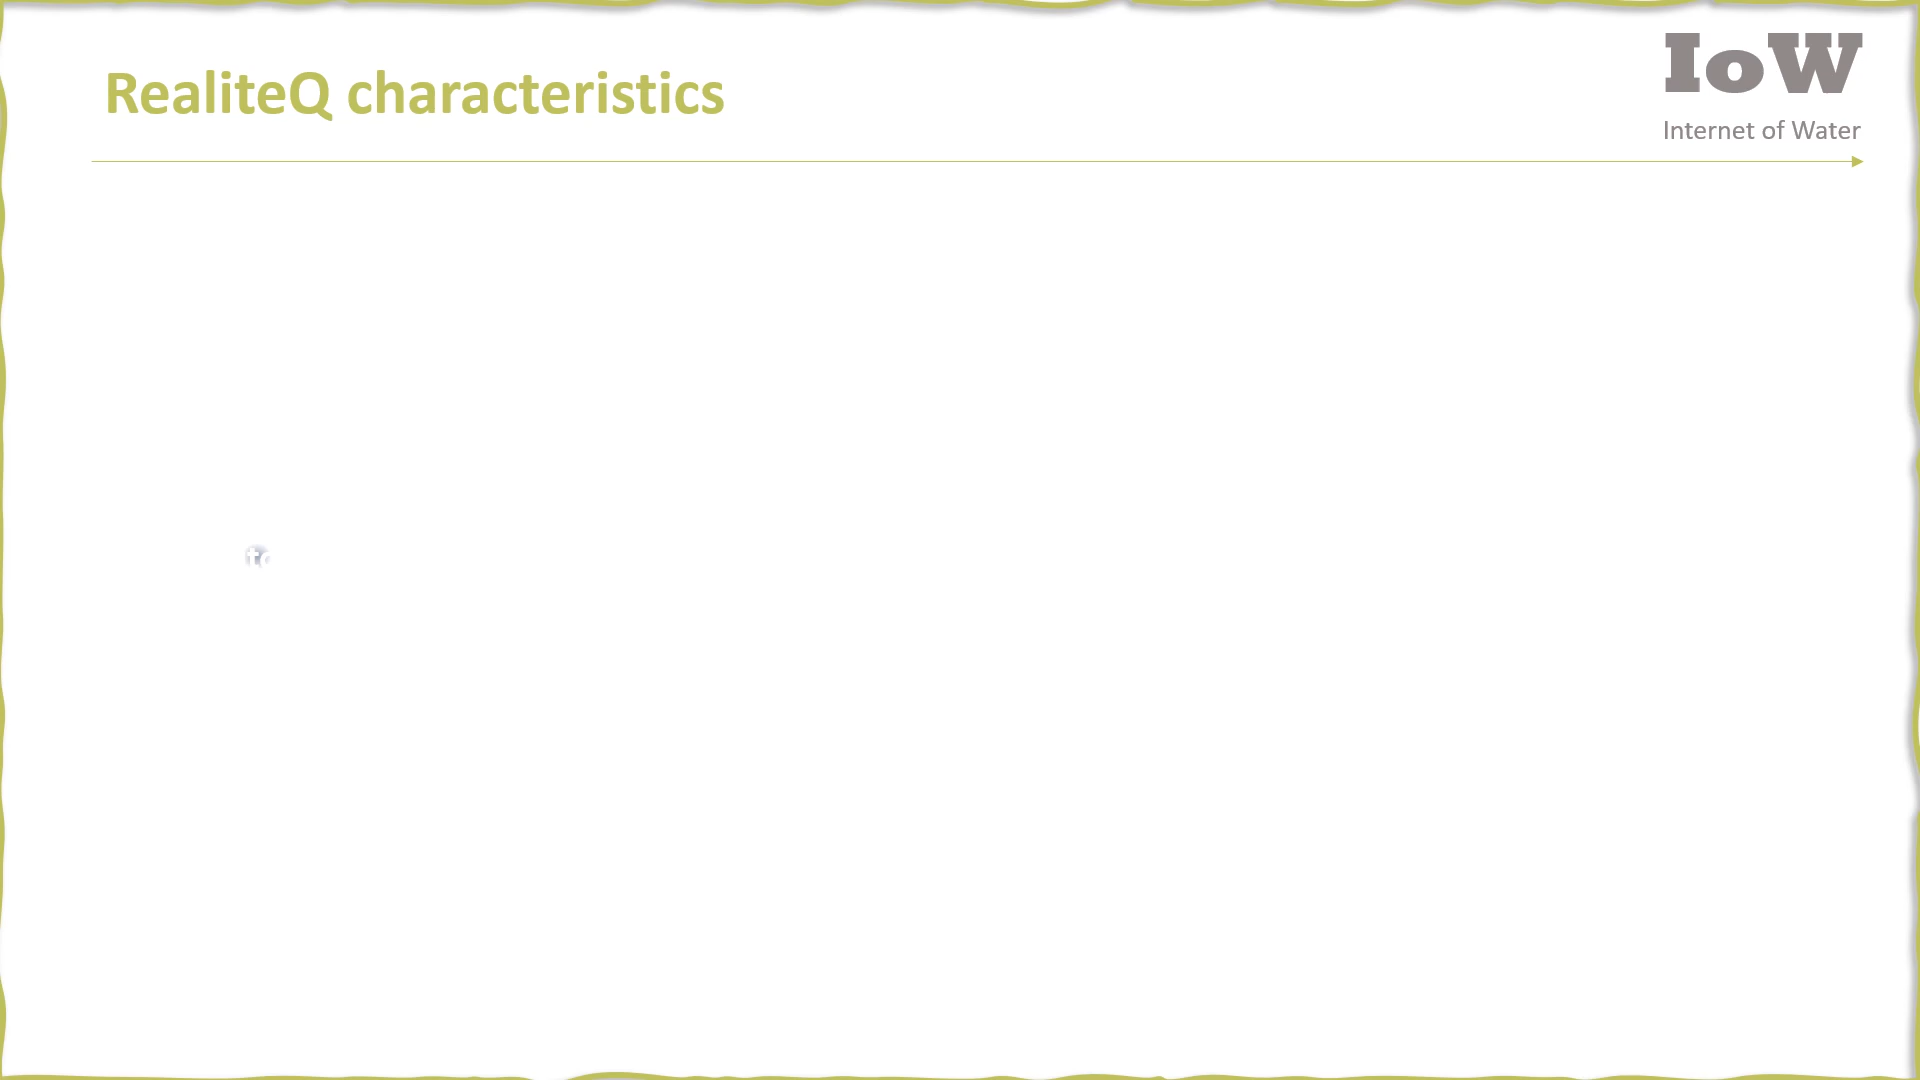 RealiteQ characteristics
IoW
Internet of Water